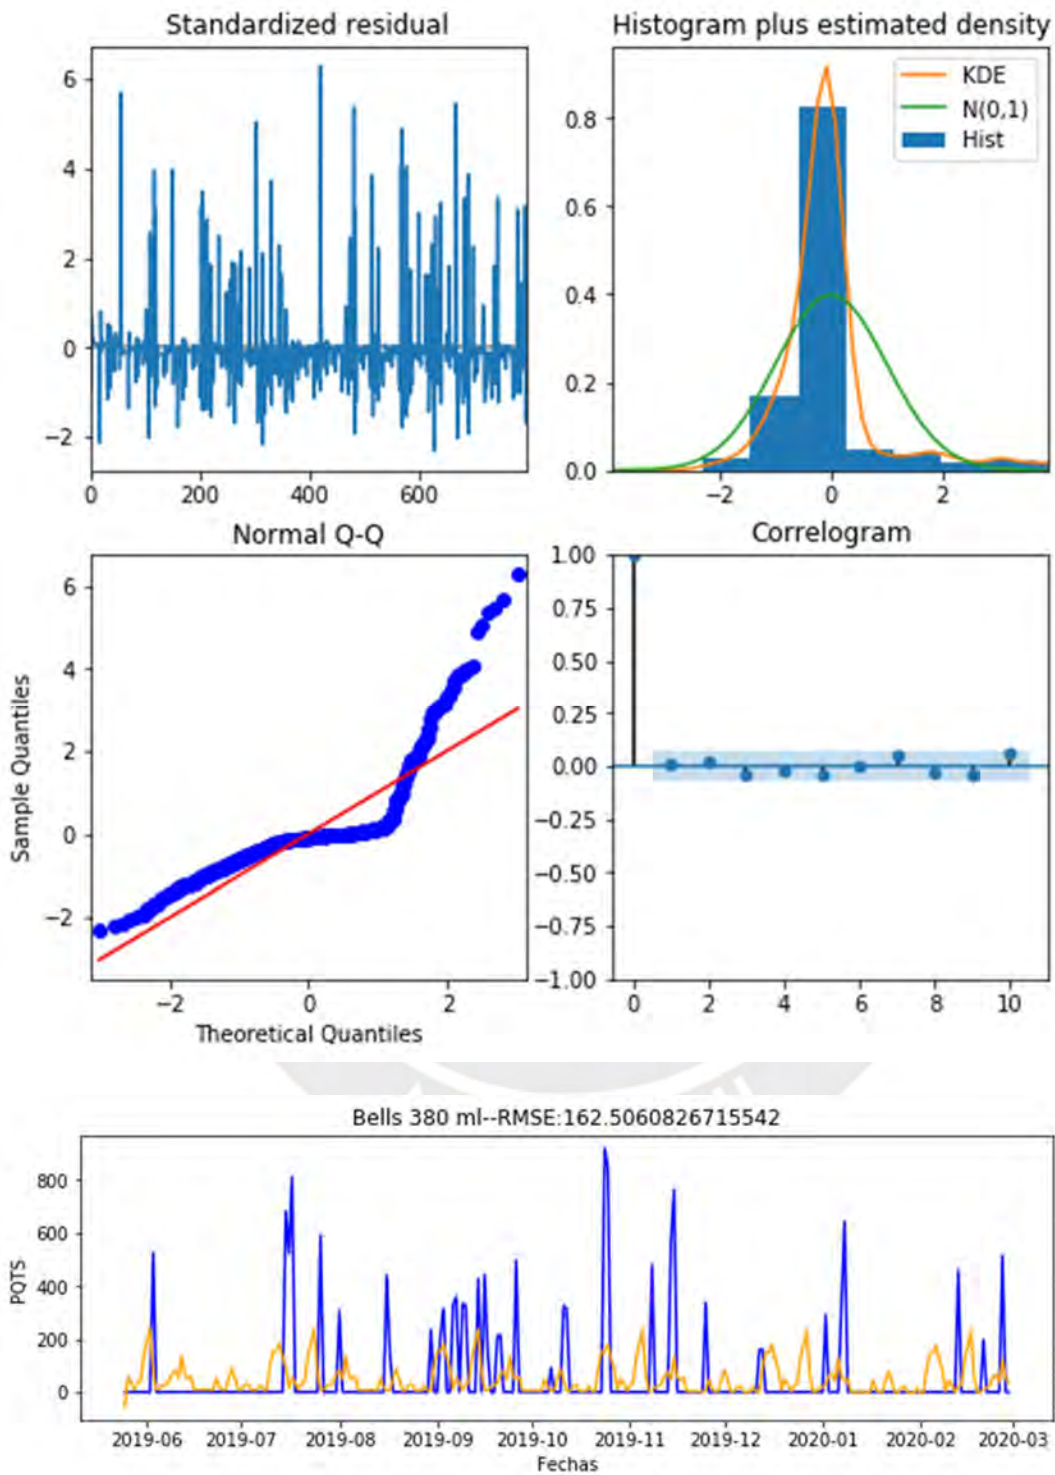 Standardized residual
6
4
2
0
−2
0 200 400 600
Histogram plus estimated density
KDE
N(0,1)
Hist
0.8
0.6
0.4
0.2
0.0
−2 0 2
Normal Q-Q
Sample Quantiles
6
4
2
0
−2
−2 0 2
Theoretical Quantiles
Correlogram
1.00
0.75
0.50
0.25
0.00
−0.25
−0.50
−0.75
−1.00
0 2 4 6 8 10
Bells 380 ml--RMSE:162.5060826715542
PQTS
800
600
400
200
0
2019-06 2019-07 2019-08 2019-09 2019-10 2019-11 2019-12 2020-01 2020-02 2020-03
Fechas